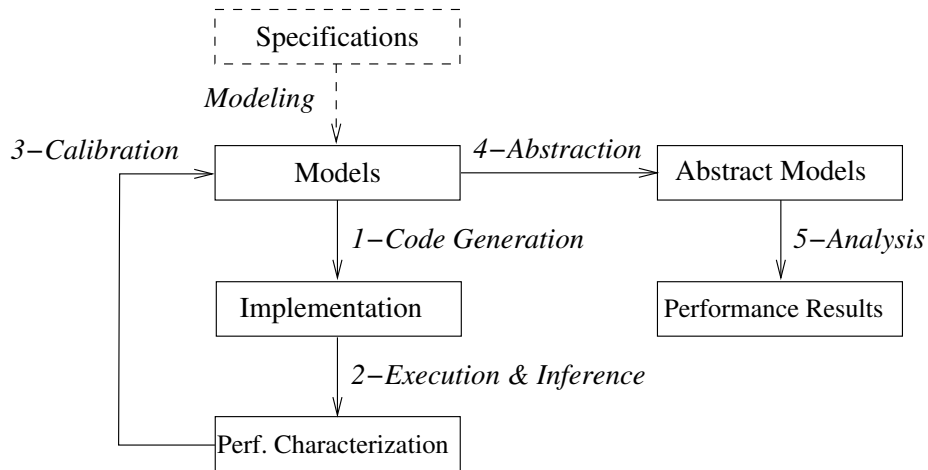 Specifications
Modeling
3−Calibration
4−Abstraction
Models
Abstract Models
1−Code Generation
5−Analysis
Implementation
Performance Results
2−Execution & Inference
Perf. Characterization